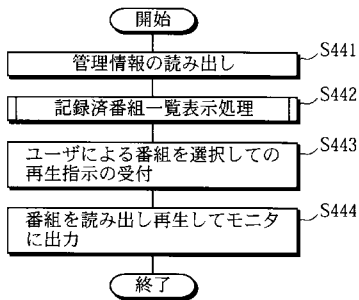 開始
管理情報の読み出し
S441
記録済番組一覧表示処理
S442
ユーザによる番組を選択しての
再生指示の受付
S443
番組を読み出し再生してモニタ
に出力
S444
終了